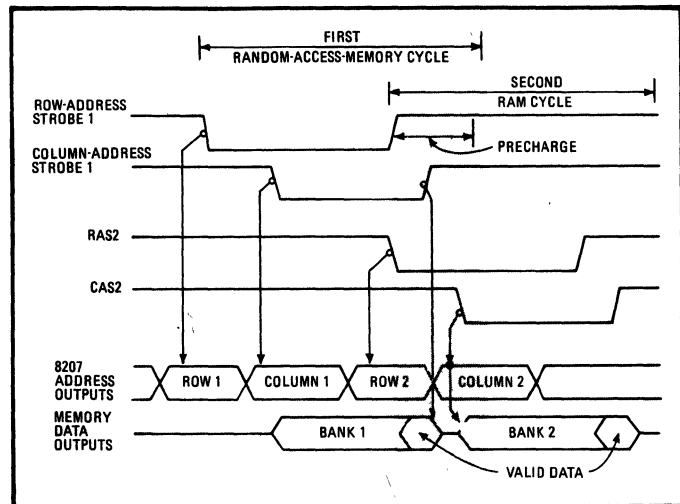 FIRST
RANDOM-ACCESS-MEMORY CYCLE
SECOND
RAM CYCLE
ROW-ADDRESS
STROBE 1
PRECHARGE
COLUMN-ADDRESS
STROBE 1
RAS2
CAS2
8207
ADDRESS
OUTPUTS
ROW 1
COLUMN 1
ROW 2
COLUMN 2
MEMORY
DATA
OUTPUTS
BANK 1
BANK 2
VALID DATA